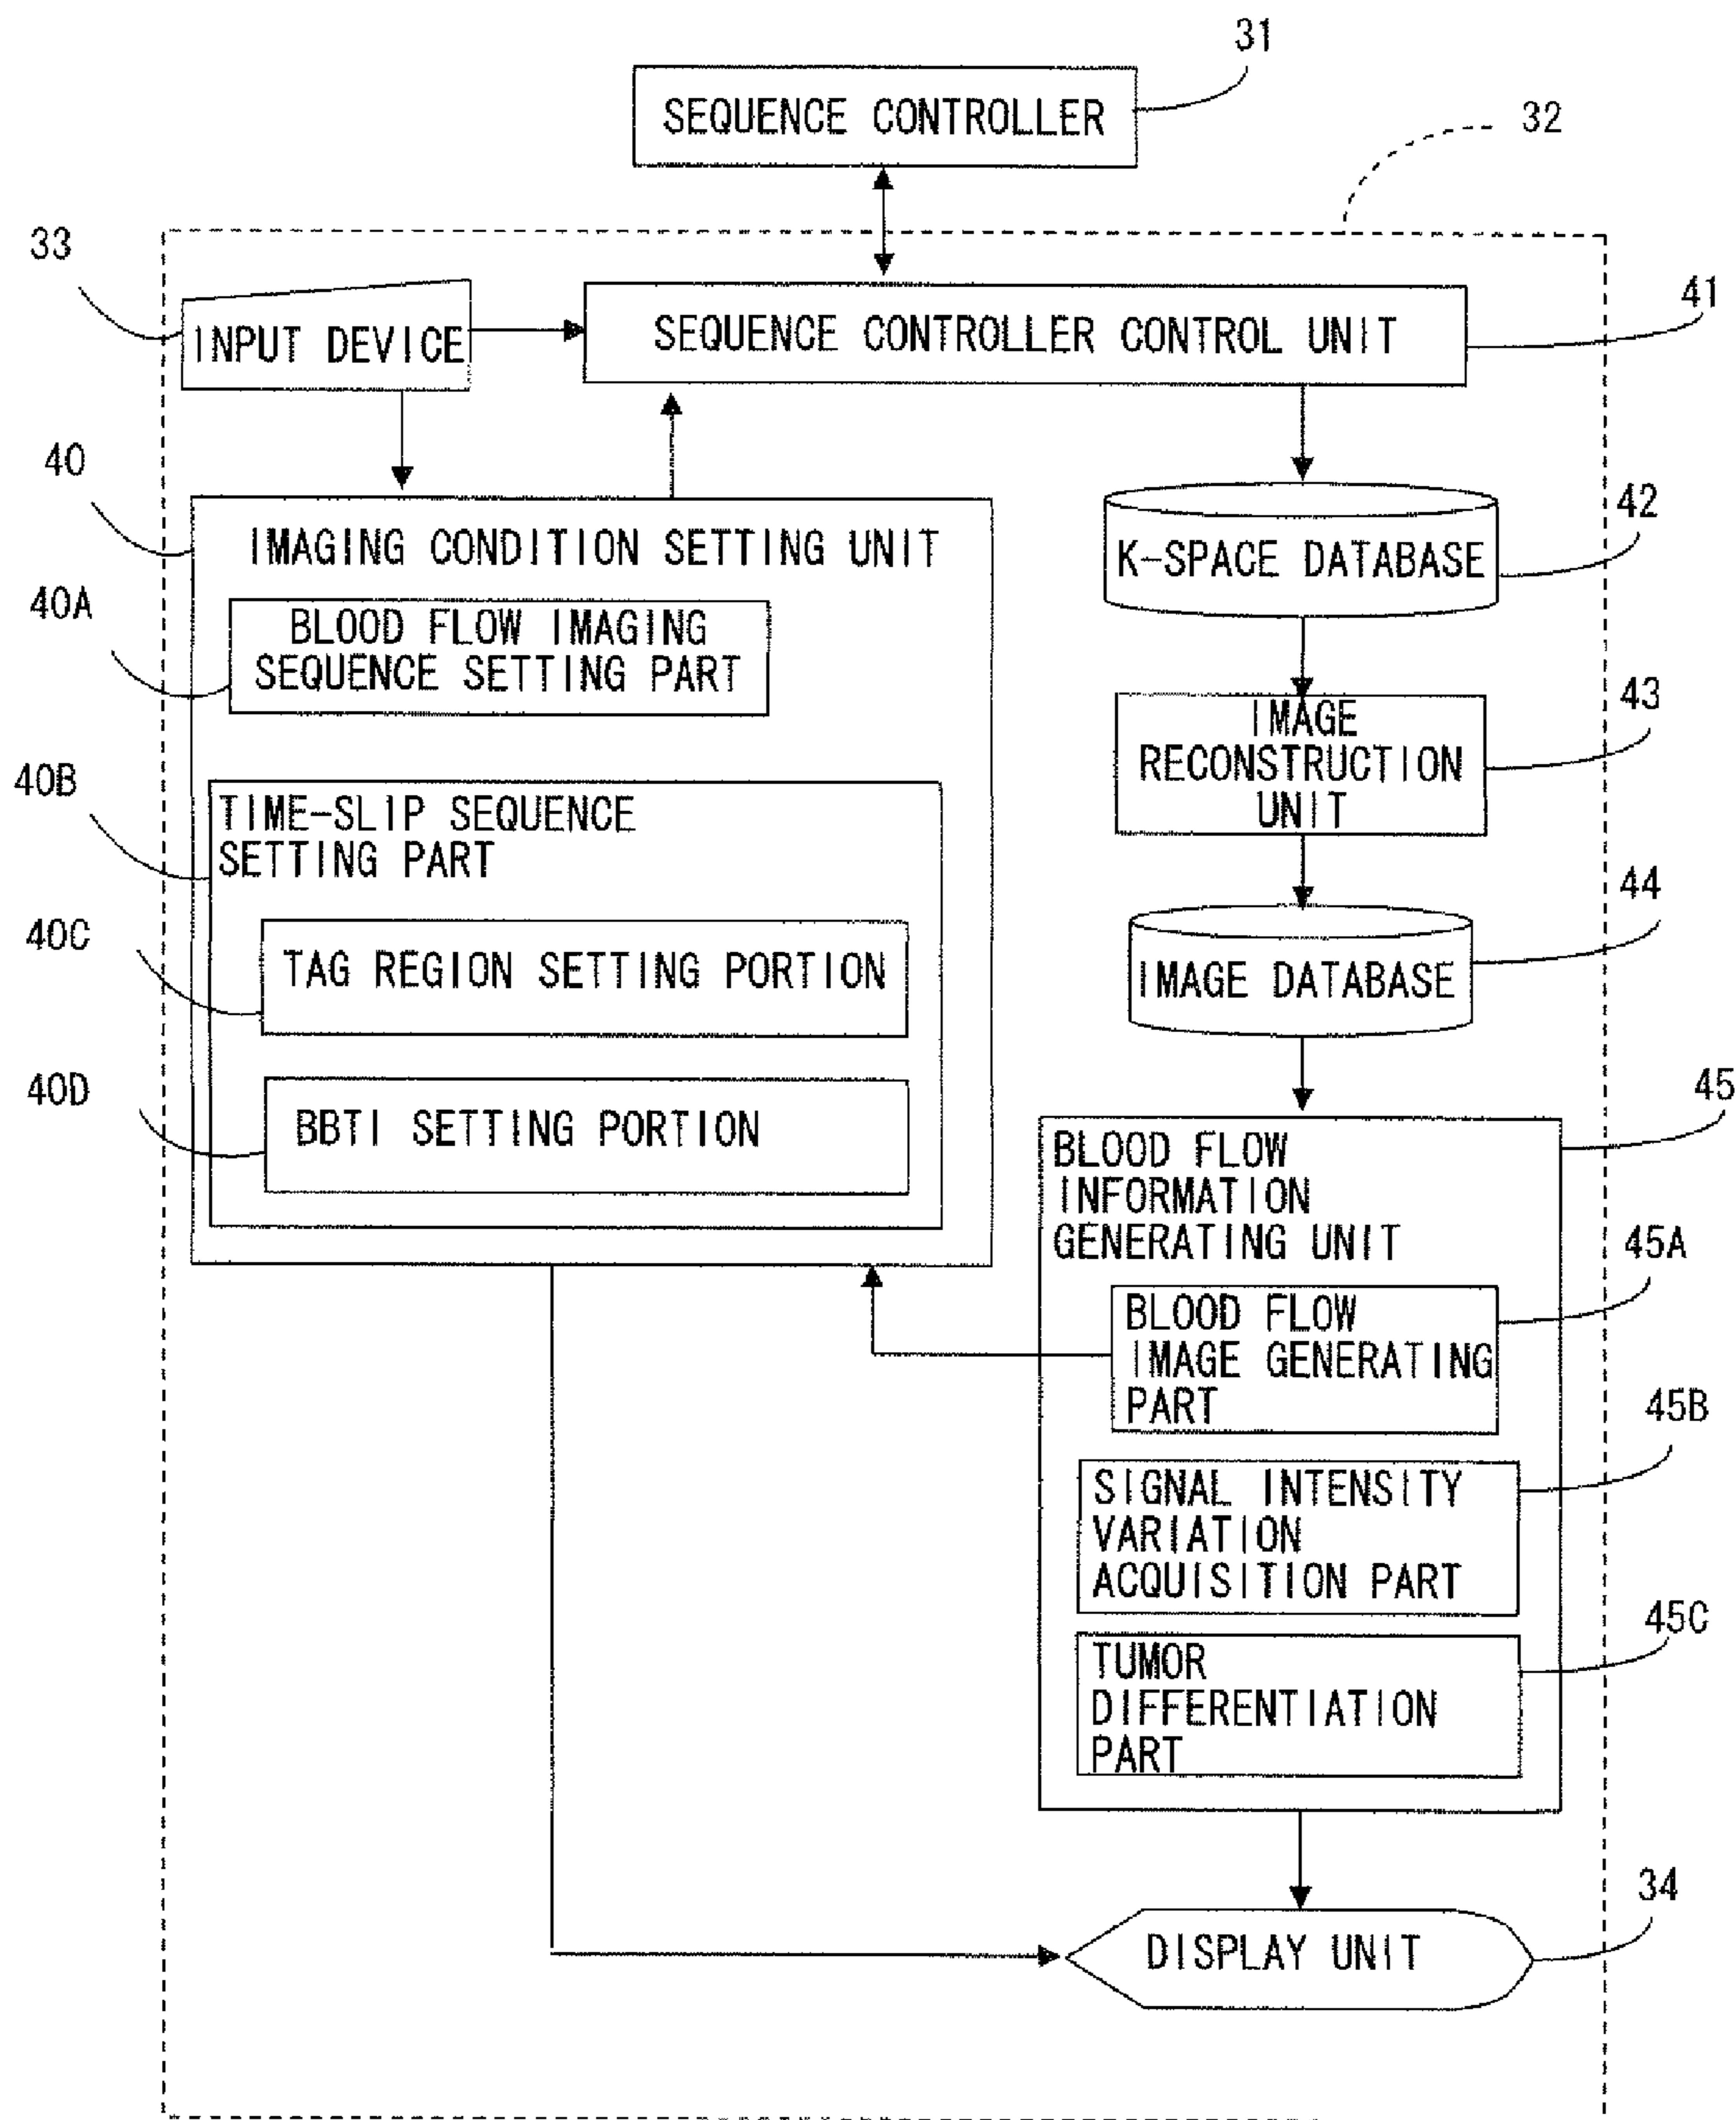 31
SEQUENCE CONTROLLER
32
33
INPUT DEVICE
SEQUENCE CONTROLLER CONTROL UNIT
41
40
IMAGING CONDITION SETTING UNIT
40A
BLOOD FLOW IMAGING
SEQUENCE SETTING PART
40B
TIME-SLIP SEQUENCE
SETTING PART
40C
TAG REGION SETTING PORTION
40D
BBTI SETTING PORTION
42
K-SPACE DATABASE
43
IMAGE
RECONSTRUCTION
UNIT
44
IMAGE DATABASE
45
BLOOD FLOW
INFORMATION
GENERATING UNIT
45A
BLOOD FLOW
IMAGE GENERATING
PART
45B
SIGNAL INTENSITY
VARIATION
ACQUISITION PART
45C
TUMOR
DIFFERENTIATION
PART
34
DISPLAY UNIT